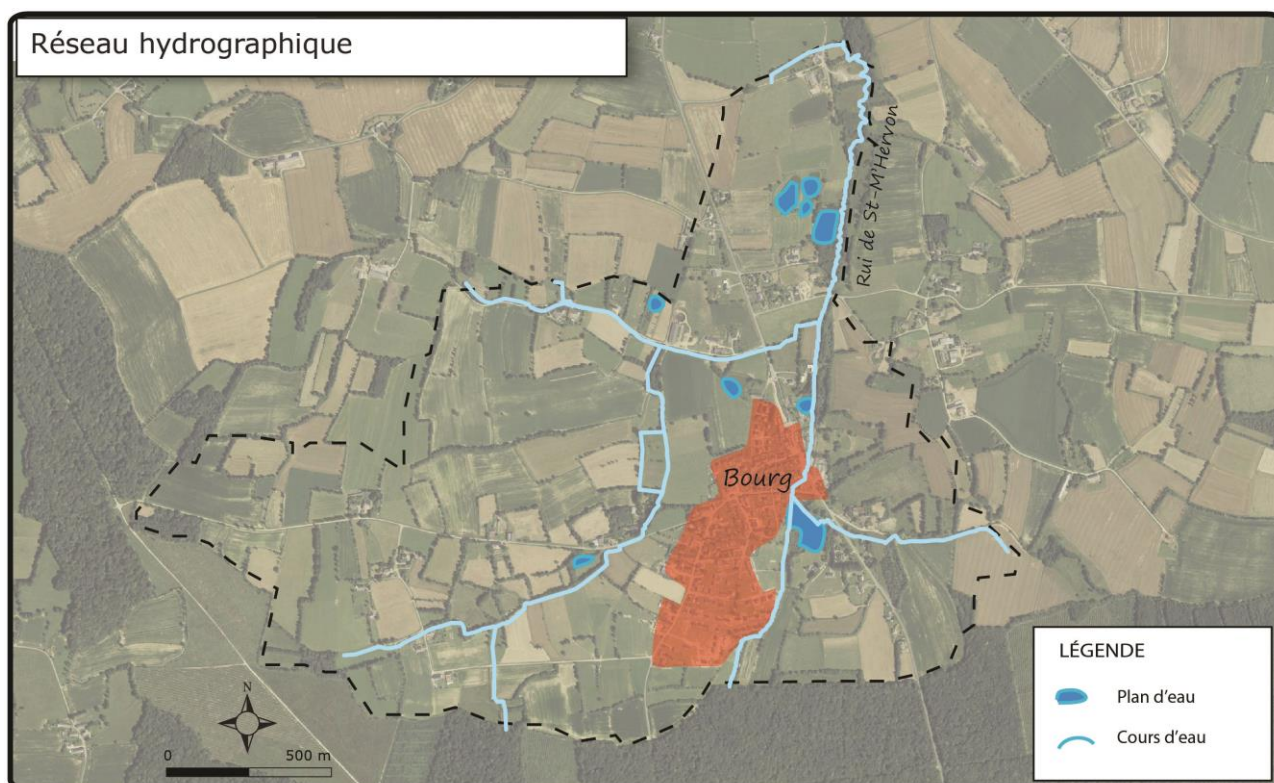 Réseau hydrographique
Rui de St-M'Hervon
Bourg
N
0 500 m
LÉGENDE
Plan d'eau
Cours d'eau